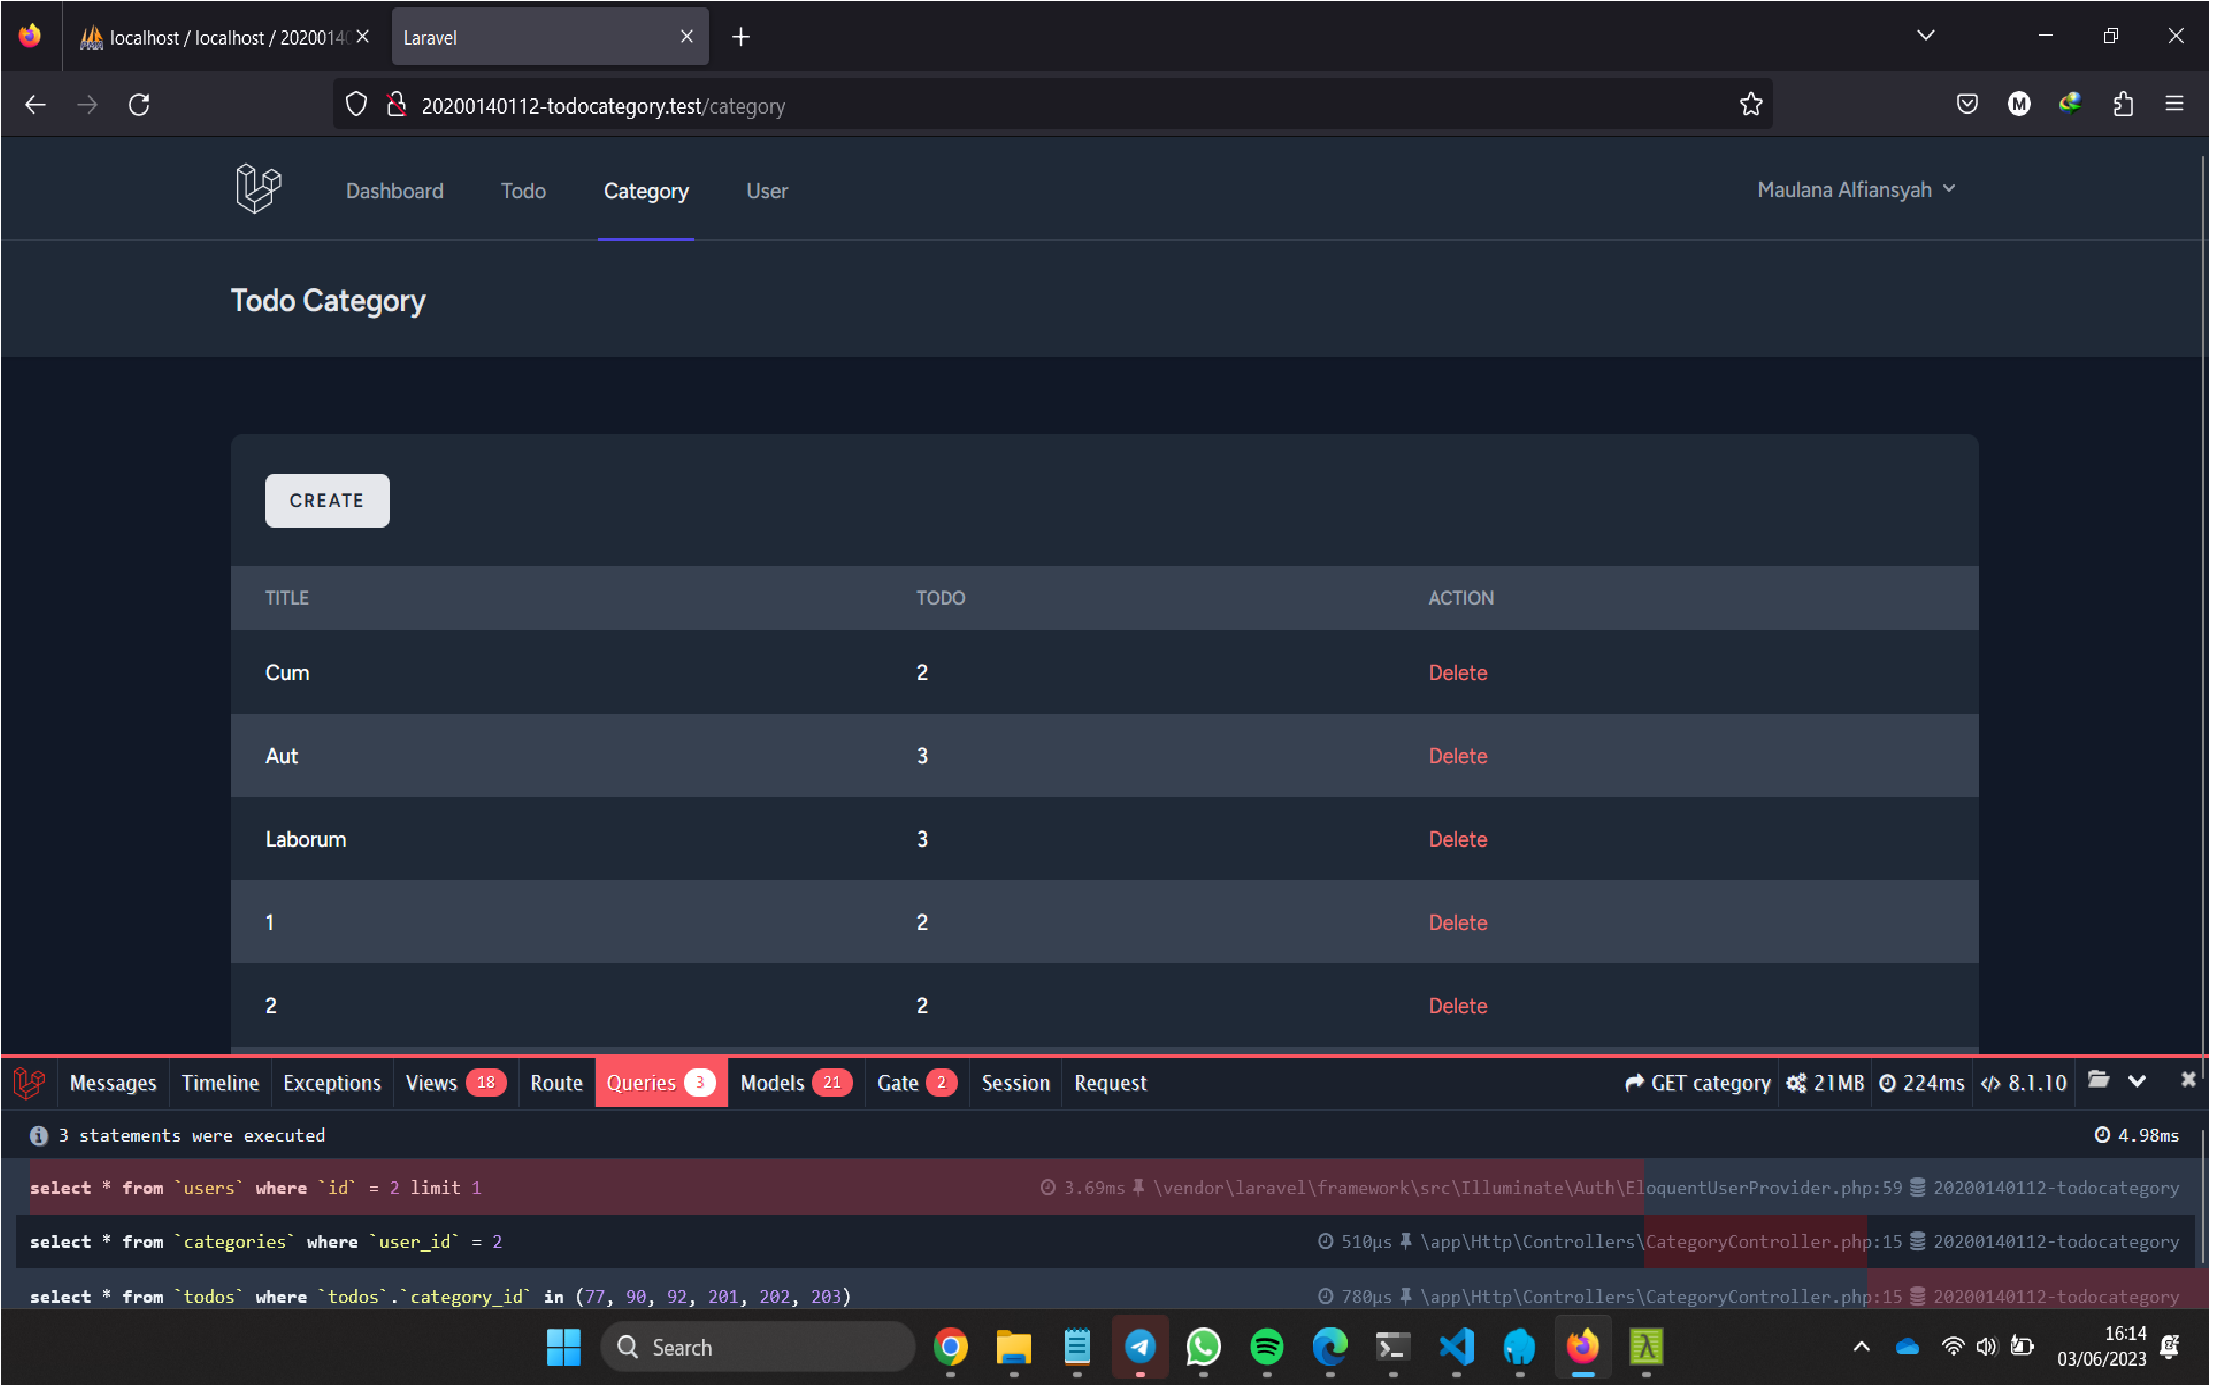 localhost / localhost / 2020014
Laravel
20200140112-todocategory.test/category
M
Dashboard Todo Category User Maulana Alfiansyah
Todo Category
CREATE
TITLE TODO ACTION
Cum 2 Delete
Aut 3 Delete
Laborum 3 Delete
1 2 Delete
2 2 Delete
Messages Timeline Exceptions Views 18 Route Queries 3 Models 21 Gate 2 Session Request GET category 21MB 224ms 8.1.10
3 statements were executed 4.98ms
select * from `users` where `id` = 2 limit 1 3.69ms \vendor\laravel\framework\src\Illuminate\Auth\EloquentUserProvider.php:59 20200140112-todocategory
select * from `categories` where `user_id` = 2 510μs \app\Http\Controllers\CategoryController.php:15 20200140112-todocategory
select * from `todos` where `todos`.`category_id` in (77, 90, 92, 201, 202, 203) 780μs \app\Http\Controllers\CategoryController.php:15 20200140112-todocategory
Search
16:14
03/06/2023